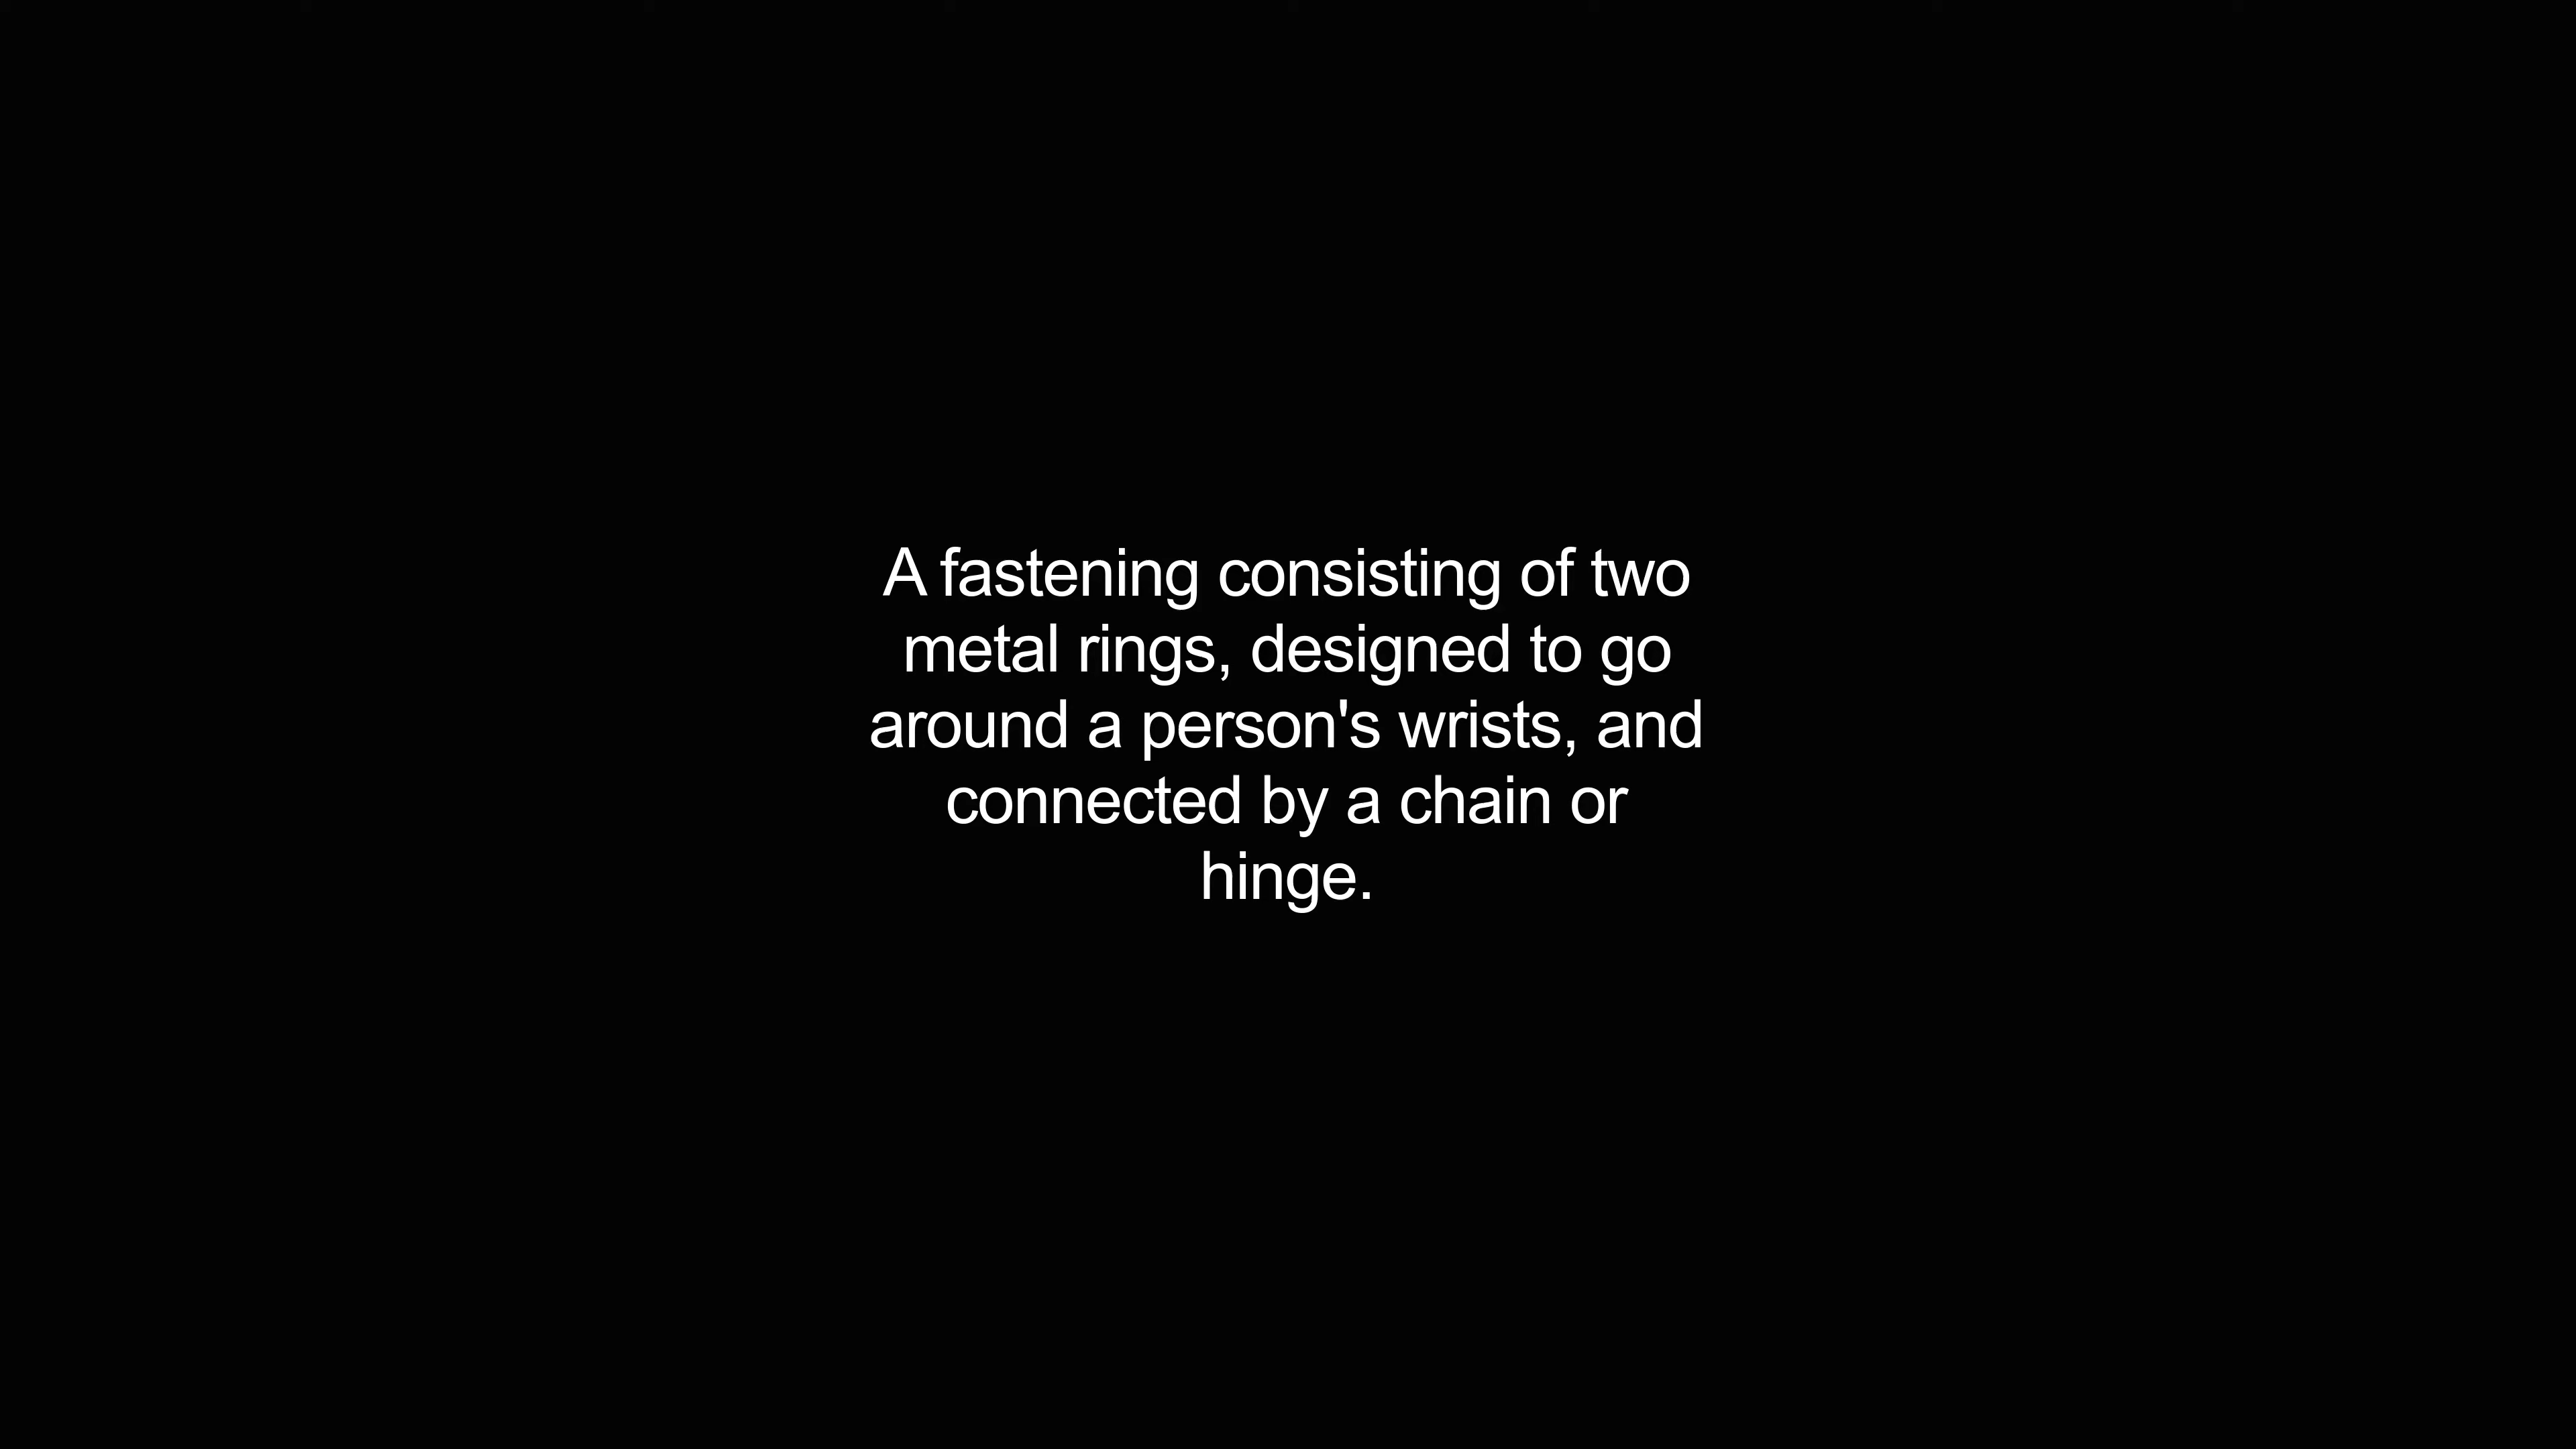 A fastening consisting of two
metal rings, designed to go
around a person's wrists, and
connected by a chain or
hinge.